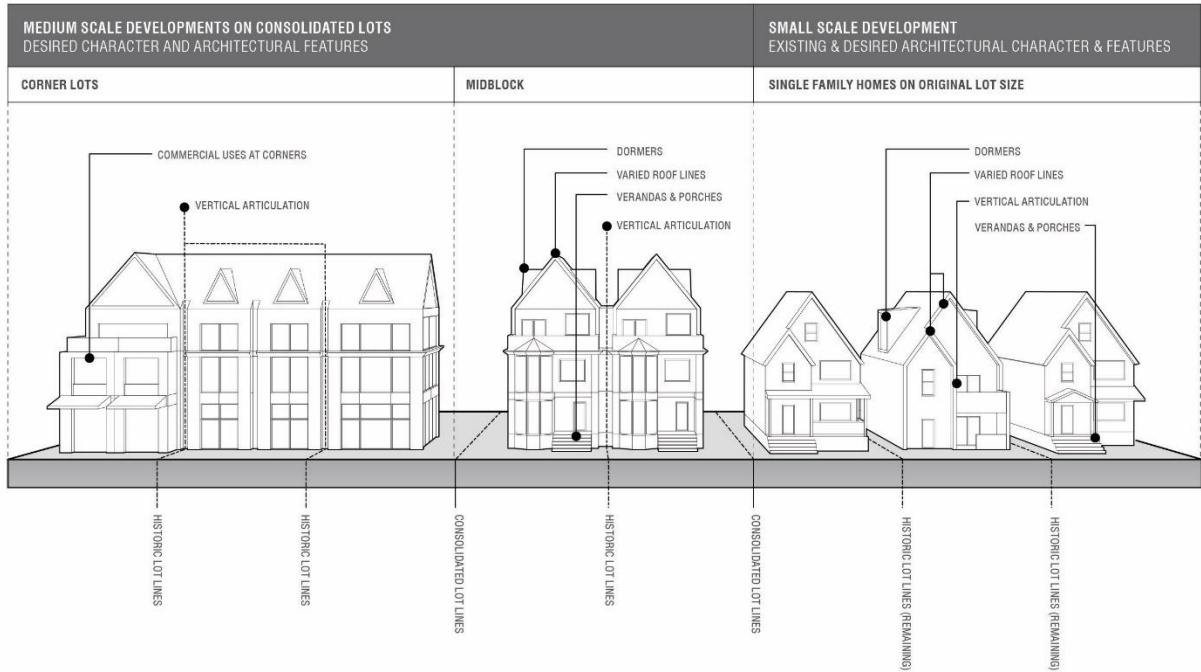 MEDIUM SCALE DEVELOPMENTS ON CONSOLIDATED LOTS
DESIRED CHARACTER AND ARCHITECTURAL FEATURES
SMALL SCALE DEVELOPMENT
EXISTING & DESIRED ARCHITECTURAL CHARACTER & FEATURES
CORNER LOTS
MIDBLOCK
SINGLE FAMILY HOMES ON ORIGINAL LOT SIZE
COMMERCIAL USES AT CORNERS
VERTICAL ARTICULATION
DORMERS
VARIED ROOF LINES
VERANDAS & PORCHES
VERTICAL ARTICULATION
DORMERS
VARIED ROOF LINES
VERTICAL ARTICULATION
VERANDAS & PORCHES
HISTORIC LOT LINES
HISTORIC LOT LINES
CONSOLIDATED LOT LINES
HISTORIC LOT LINES
CONSOLIDATED LOT LINES
HISTORIC LOT LINES (REMAINING)
HISTORIC LOT LINES (REMAINING)